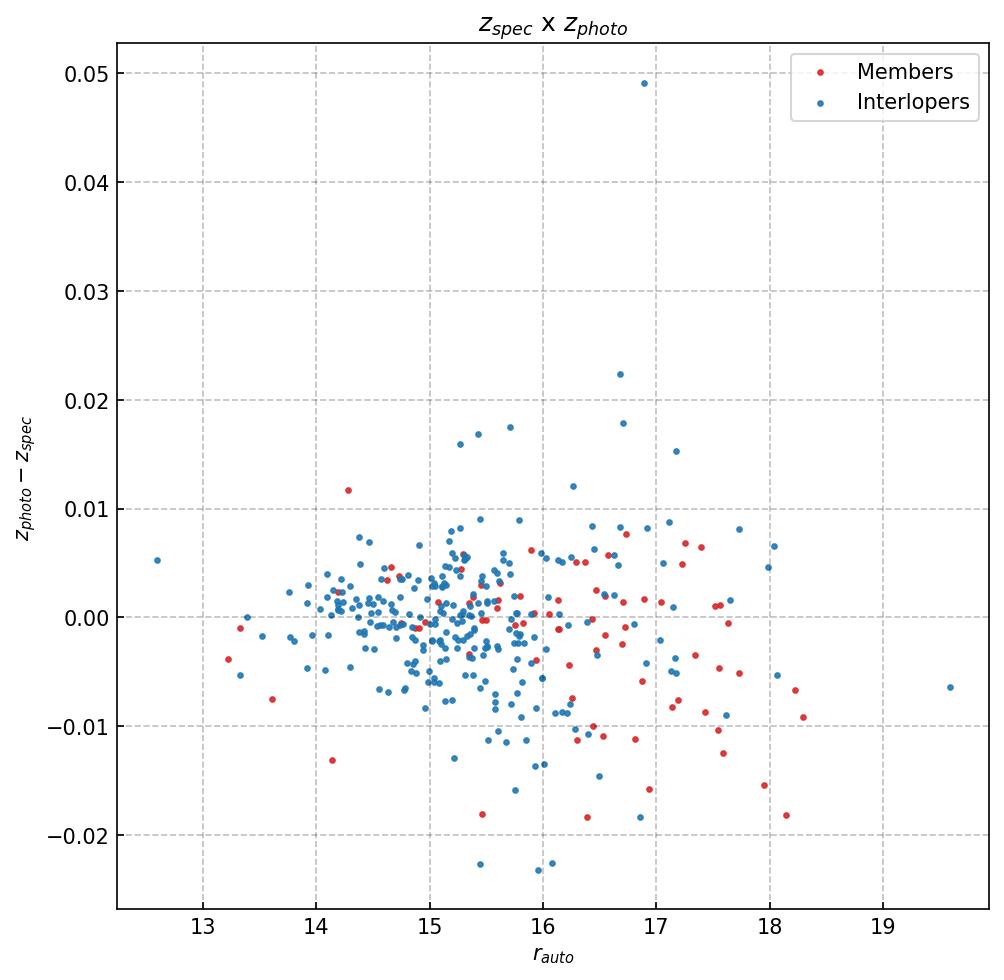 z_spec x z_photo
Members
Interlopers
0.05
0.04
0.03
0.02
0.01
0.00
−0.01
−0.02
z_photo − z_spec
13 14 15 16 17 18 19
r_auto